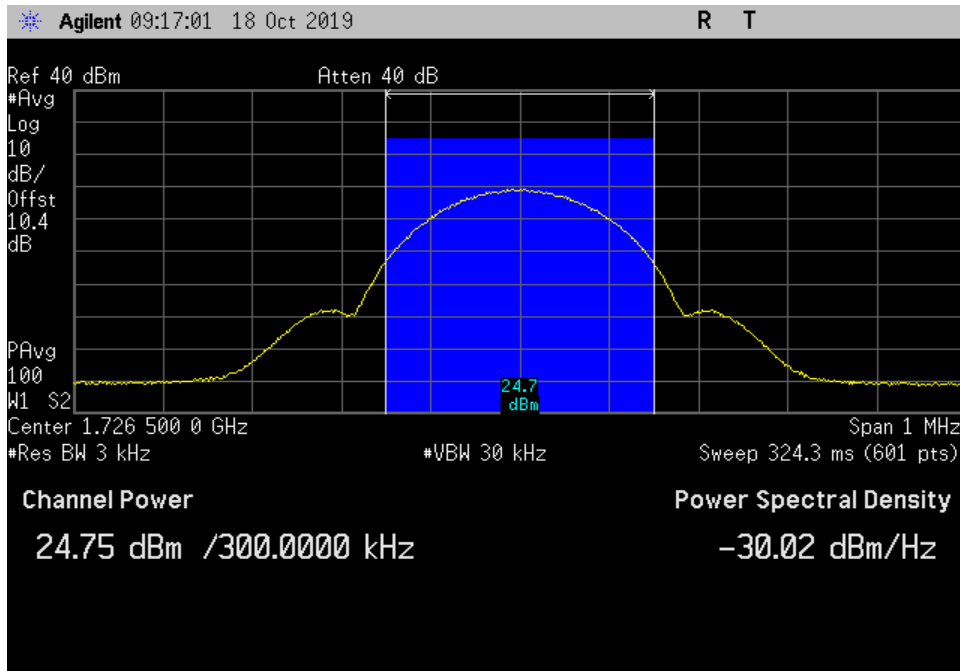 Agilent 09:17:01 18 Oct 2019 R T
Ref 40 dBm Atten 40 dB
#Avg
Log
10
dB/
Offst
10.4
dB
PAvg
100
W1 S2
24.7
dBm
Center 1.726 500 0 GHz Span 1 MHz
#Res BW 3 kHz #VBW 30 kHz Sweep 324.3 ms (601 pts)
Channel Power Power Spectral Density
24.75 dBm /300.0000 kHz -30.02 dBm/Hz